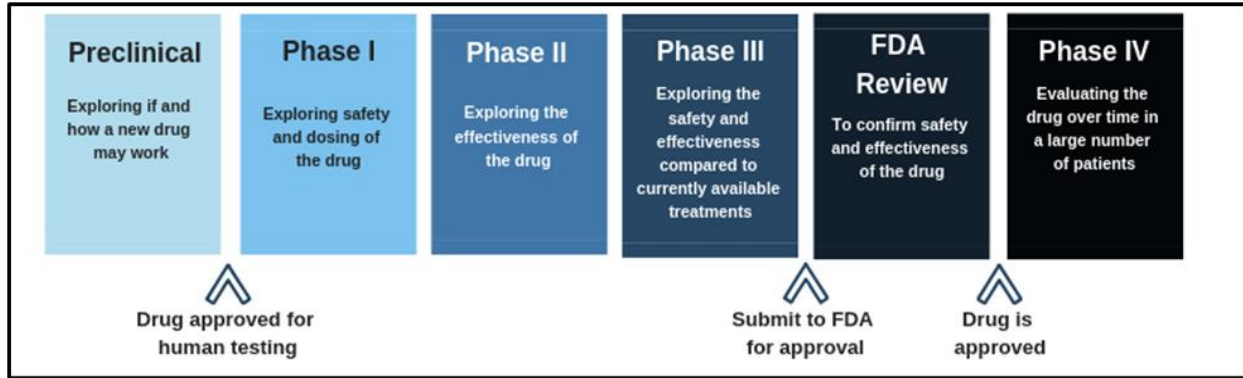 Preclinical
Exploring if and
how a new drug
may work
Phase I
Exploring safety
and dosing of
the drug
Phase II
Exploring the
effectiveness of
the drug
Phase III
Exploring the
safety and
effectiveness
compared to
currently available
treatments
FDA
Review
To confirm safety
and effectiveness
of the drug
Phase IV
Evaluating the
drug over time in
a large number
of patients
Drug approved for
human testing
Submit to FDA
for approval
Drug is
approved